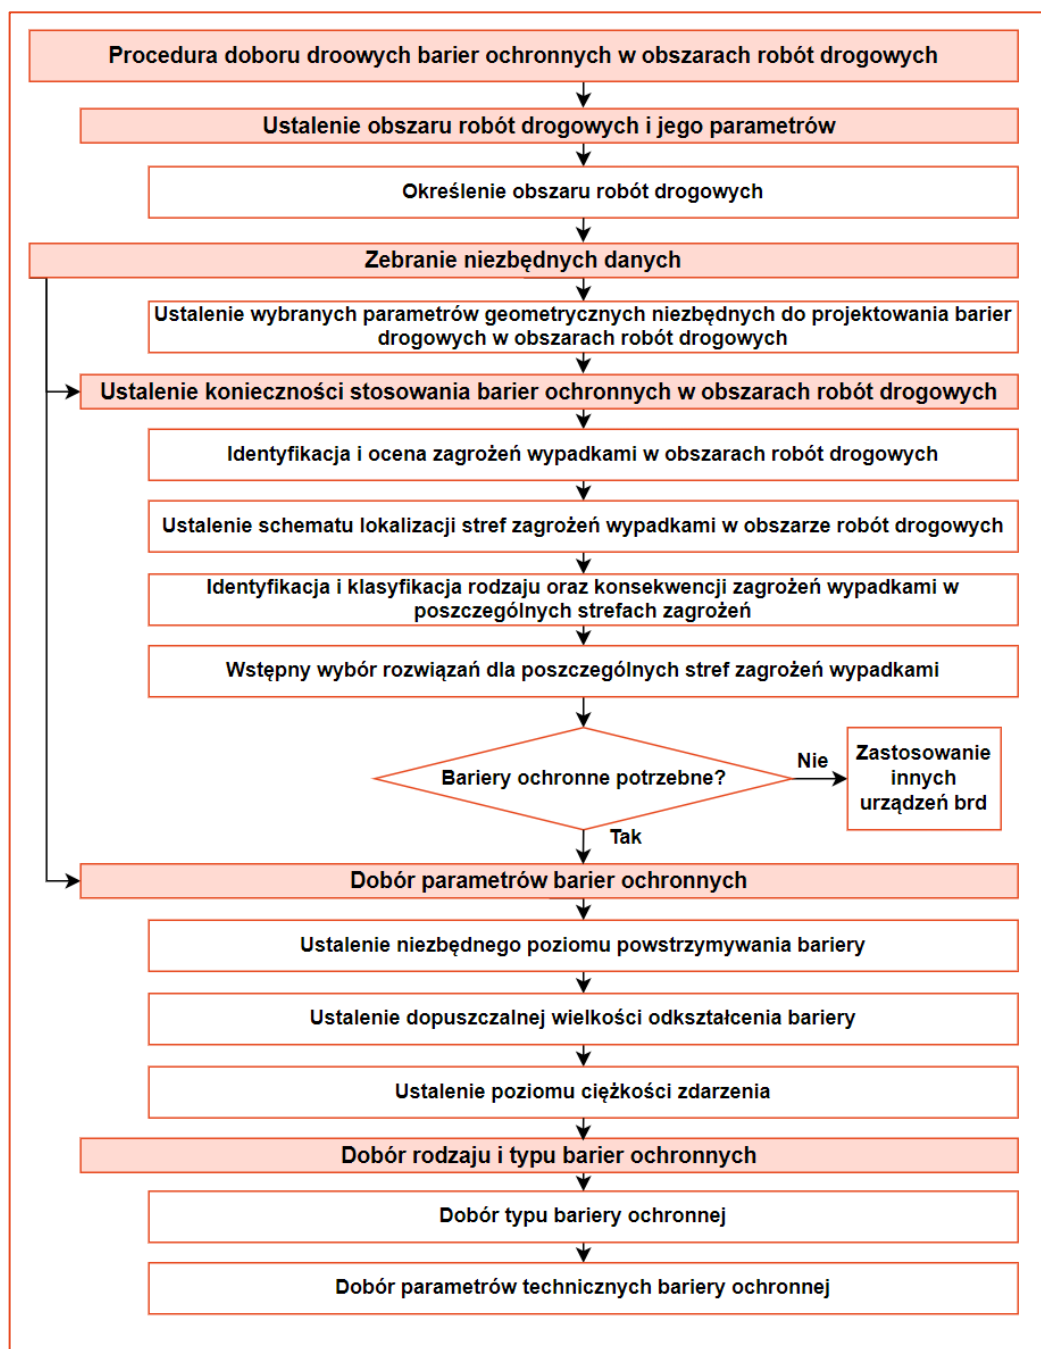 Procedura doboru droowych barier ochronnych w obszarach robót drogowych
Ustalenie obszaru robót drogowych i jego parametrów
Określenie obszaru robót drogowych
Zebranie niezbędnych danych
Ustalenie wybranych parametrów geometrycznych niezbędnych do projektowania barier
drogowych w obszarach robót drogowych
Ustalenie konieczności stosowania barier ochronnych w obszarach robót drogowych
Identyfikacja i ocena zagrożeń wypadkami w obszarach robót drogowych
Ustalenie schematu lokalizacji stref zagrożeń wypadkami w obszarze robót drogowych
Identyfikacja i klasyfikacja rodzaju oraz konsekwencji zagrożeń wypadkami w
poszczególnych strefach zagrożeń
Wstępny wybór rozwiązań dla poszczególnych stref zagrożeń wypadkami
Bariery ochronne potrzebne?
Nie
Zastosowanie
innych
urządzeń brd
Tak
Dobór parametrów barier ochronnych
Ustalenie niezbędnego poziomu powstrzymywania bariery
Ustalenie dopuszczalnej wielkości odkształcenia bariery
Ustalenie poziomu ciężkości zdarzenia
Dobór rodzaju i typu barier ochronnych
Dobór typu bariery ochronnej
Dobór parametrów technicznych bariery ochronnej